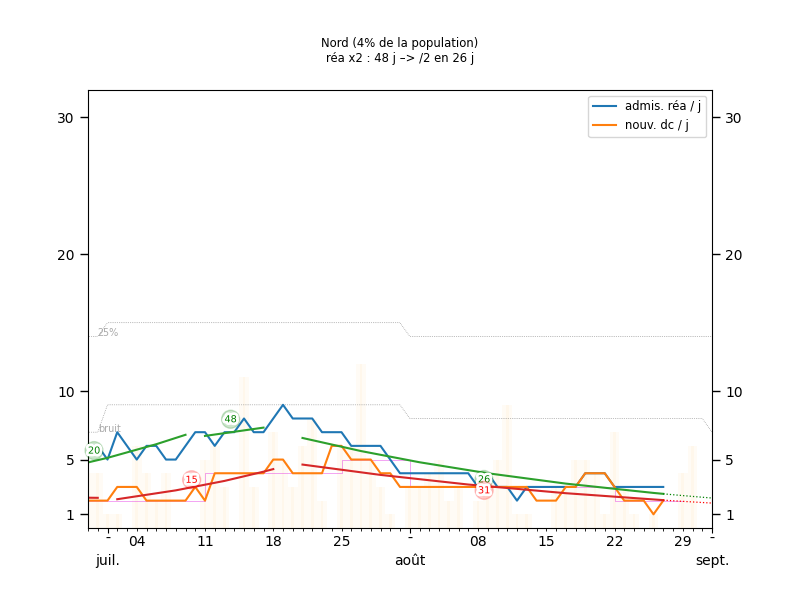 Nord (4% de la population)
réa x2 : 48 j –> /2 en 26 j
admis. réa / j
nouv. dc / j
30 30
20 20
25%
10 10
48
bruit
20
5 5
15
26
31
1 1
- 04 11 18 25 - 08 15 22 29 -
juil. août sept.